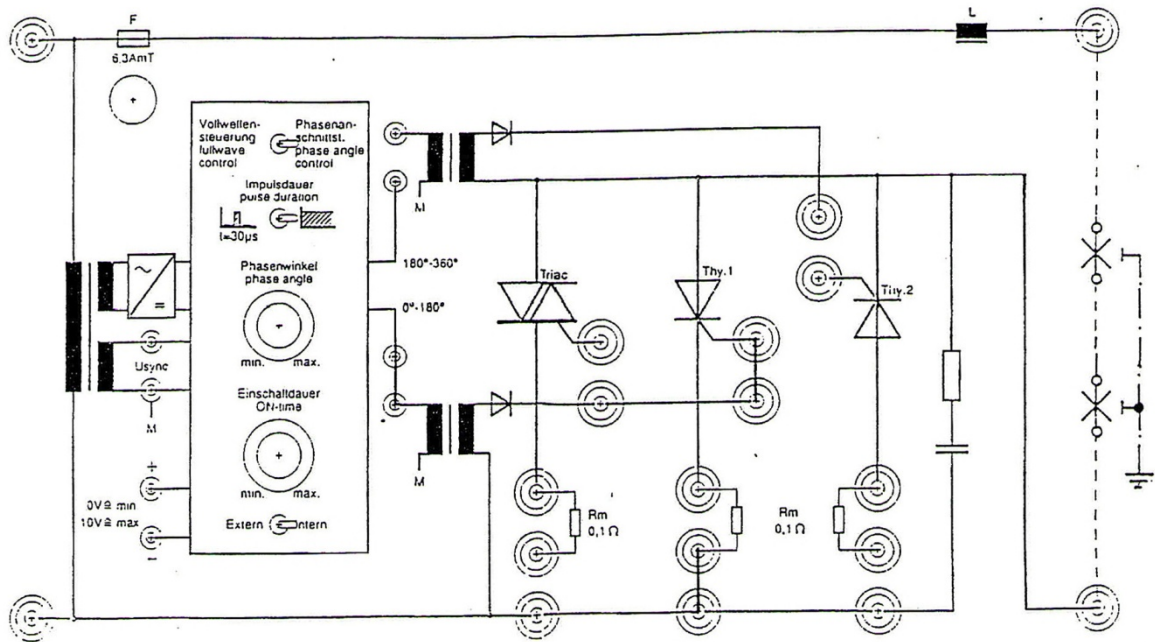 F
6,3AmT
L
Vollwellen-
steuerung
fullwave
control
Phasenan-
schnittst.
phase angle
control
Impulsdauer
pulse duration
t=30µs
M
180°-360°
0°-180°
Phasenwinkel
phase angle
min. max.
Usync
M
Einschaltdauer
ON-time
min. max.
+
0V≙ min
10V≙ max
−
Extern Intern
M
Triac
Thy.1
Thy.2
Rm
0,1 Ω
Rm
0,1 Ω